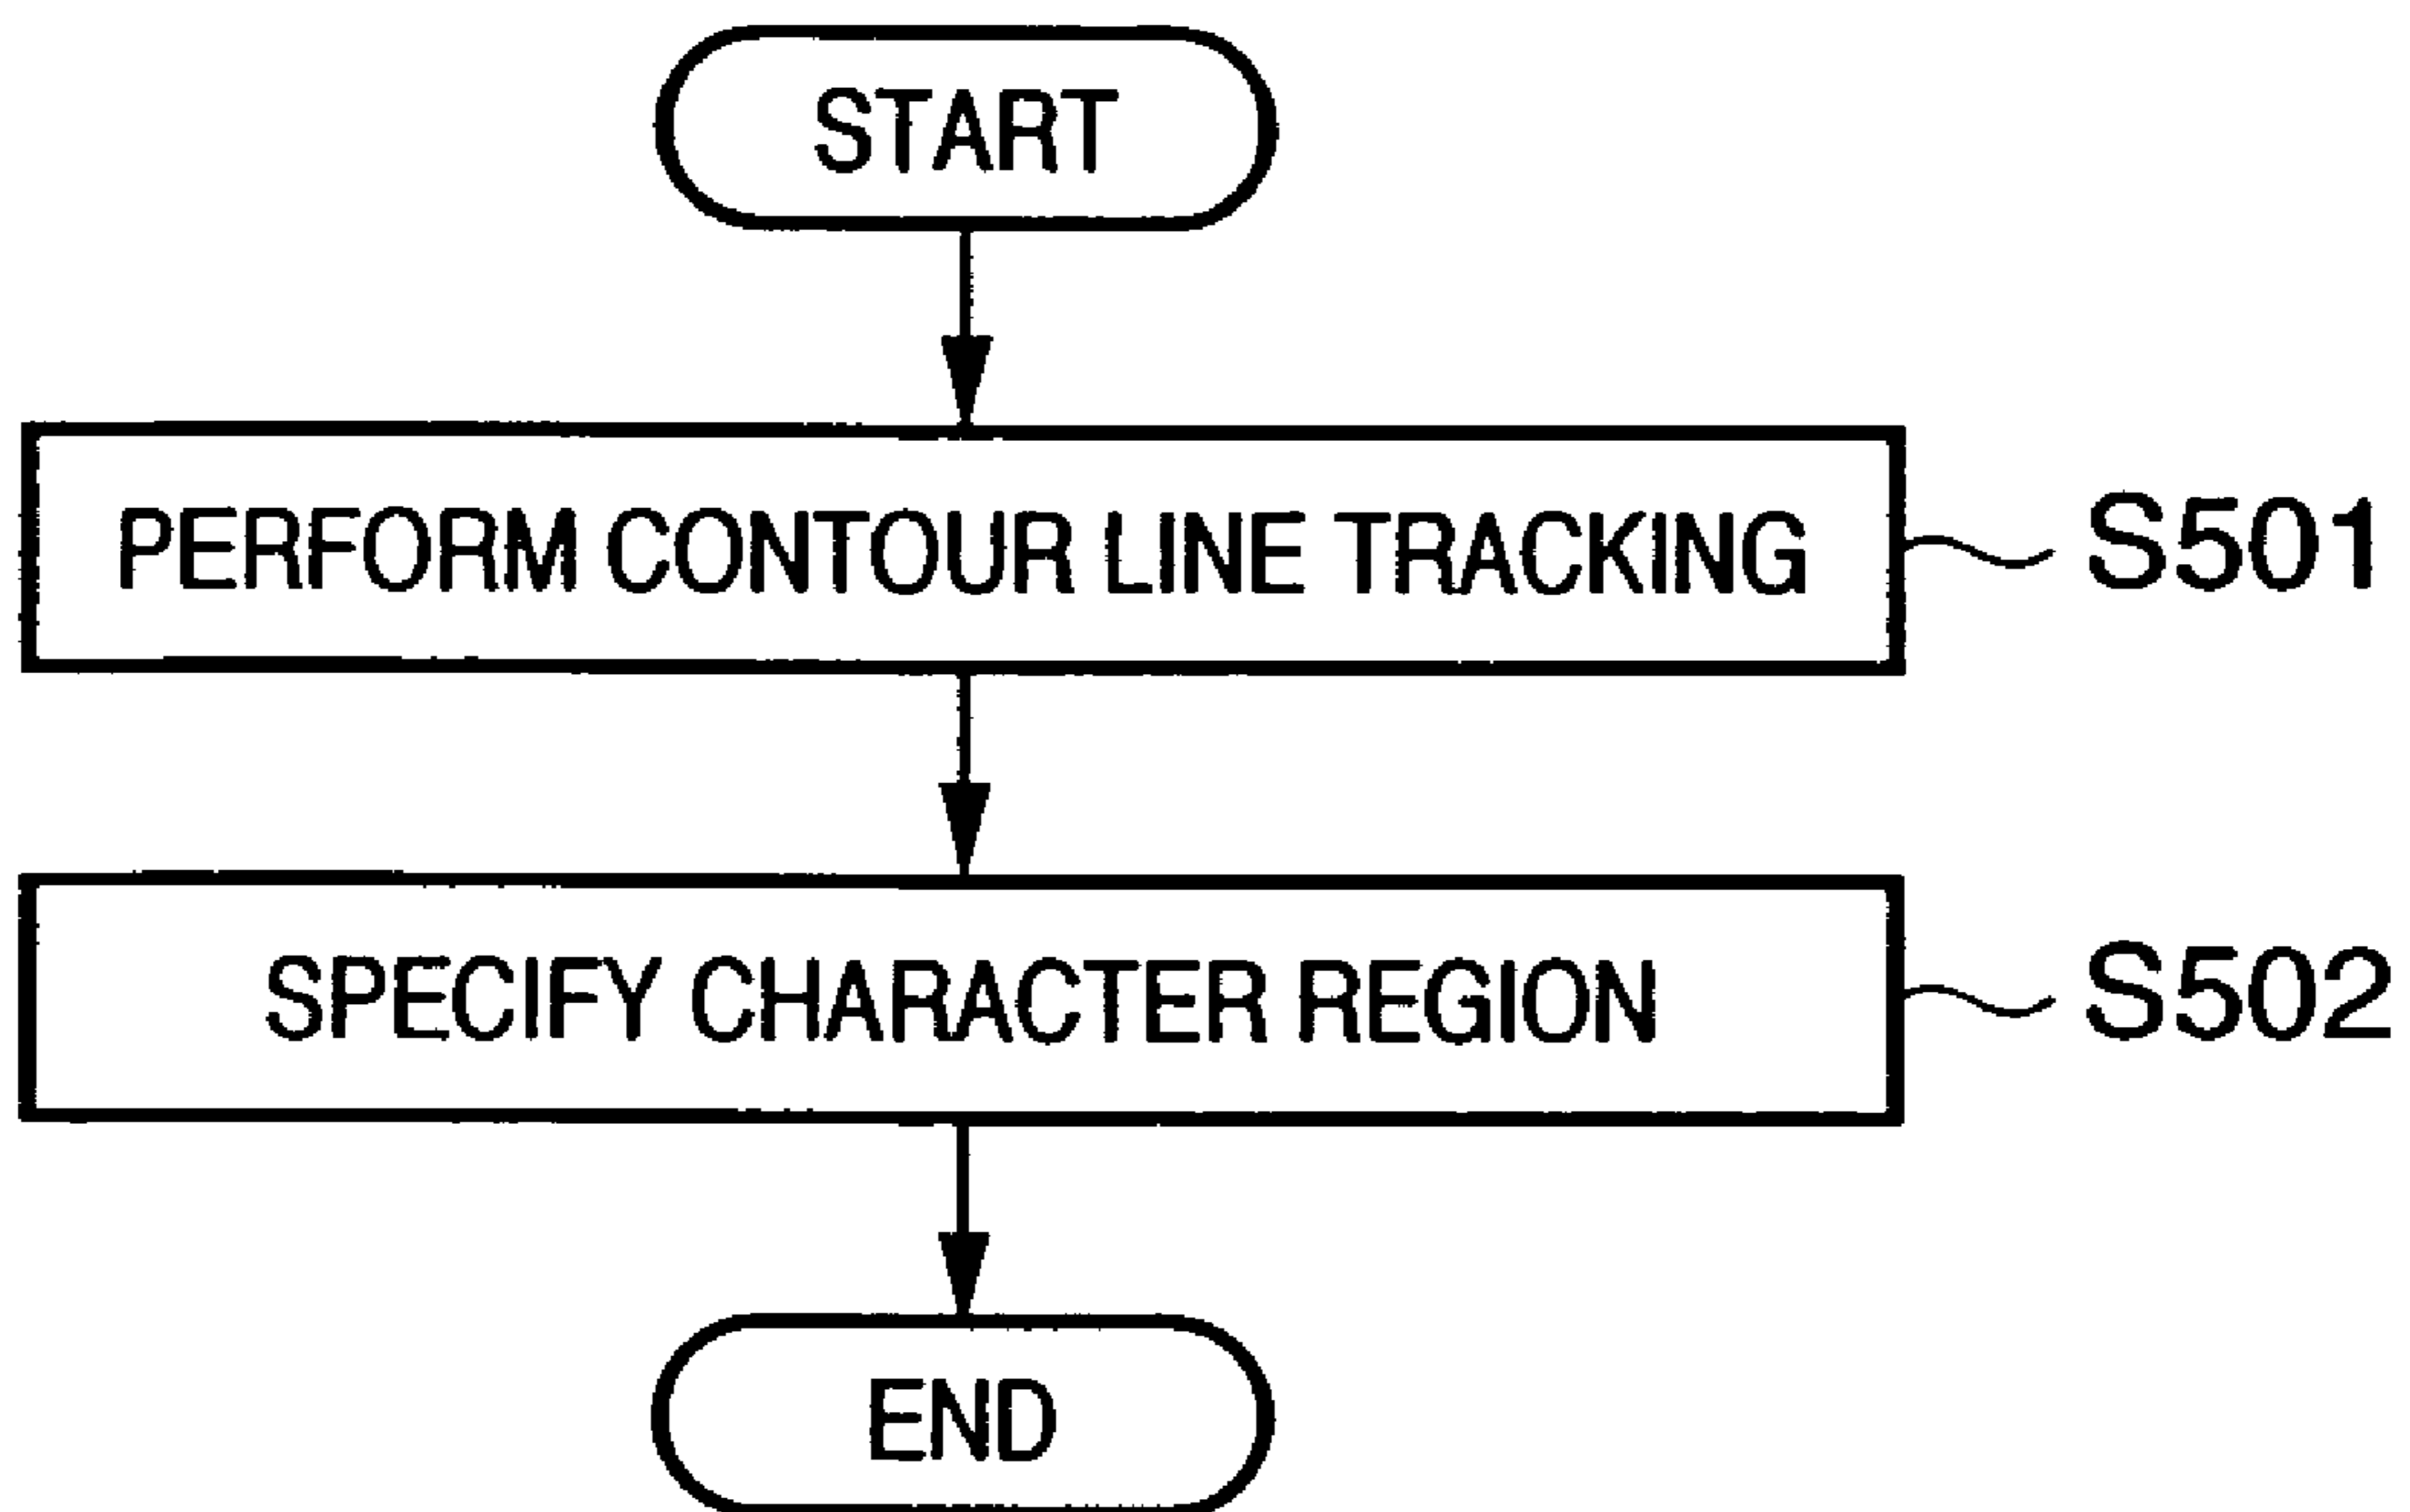 START
PERFORM CONTOUR LINE TRACKING
S501
SPECIFY CHARACTER REGION
S502
END